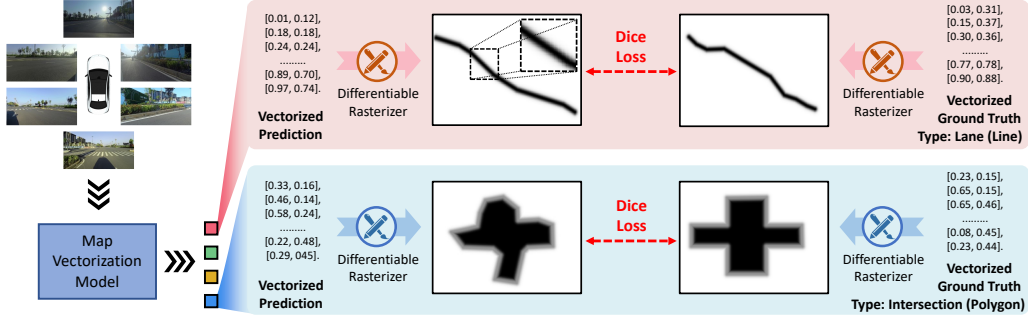 [0.01, 0.12],
[0.18, 0.18],
[0.24, 0.24],
.........
[0.89, 0.70],
[0.97, 0.74].
Vectorized
Prediction
Differentiable
Rasterizer
Dice
Loss
Differentiable
Rasterizer
[0.03, 0.31],
[0.15, 0.37],
[0.30, 0.36],
.........
[0.77, 0.78],
[0.90, 0.88].
Vectorized
Ground Truth
Type: Lane (Line)
Map
Vectorization
Model
[0.33, 0.16],
[0.46, 0.14],
[0.58, 0.24],
.........
[0.22, 0.48],
[0.29, 045].
Vectorized
Prediction
Differentiable
Rasterizer
Dice
Loss
Differentiable
Rasterizer
[0.23, 0.15],
[0.65, 0.15],
[0.65, 0.46],
.........
[0.08, 0.45],
[0.23, 0.44].
Vectorized
Ground Truth
Type: Intersection (Polygon)